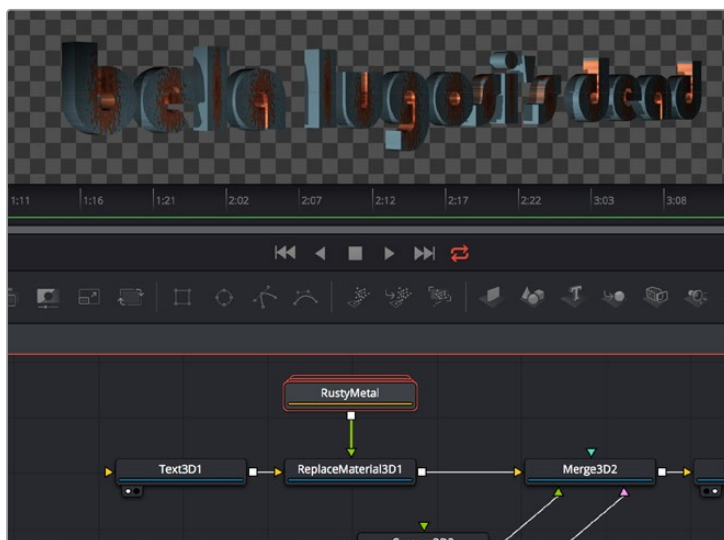 bela lugosi's dead
1:11 1:16 1:21 2:02 2:07 2:12 2:17 2:22 3:03 3:08
RustyMetal
Text3D1 ReplaceMaterial3D1 Merge3D2